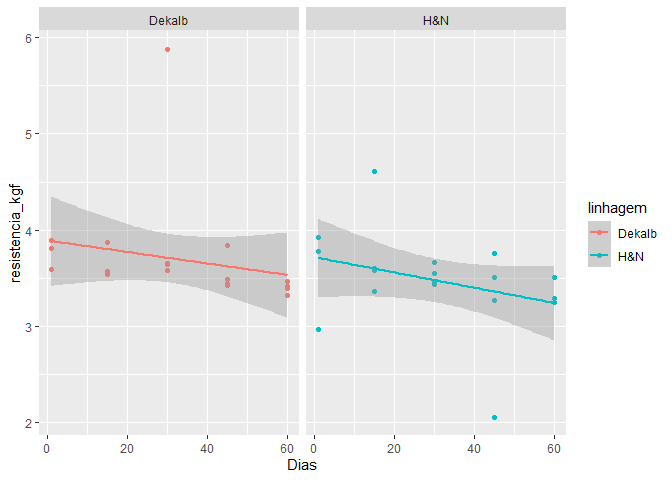 Dekalb H&N
6
5
4
3
2
resistencia_kgf
0 20 40 60 0 20 40 60
Dias
linhagem
Dekalb
H&N